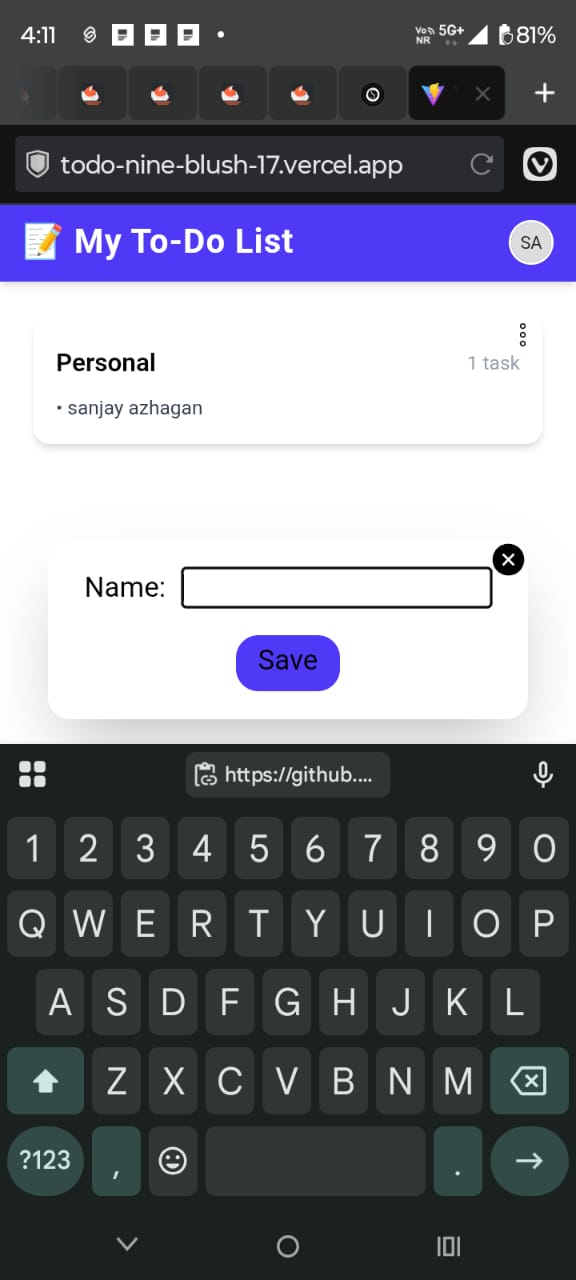 4:11 Vo NR 5G+ 81%
todo-nine-blush-17.vercel.app
📝 My To-Do List SA
Personal 1 task
• sanjay azhagan
Name:
Save
https://github....
1 2 3 4 5 6 7 8 9 0
Q W E R T Y U I O P
A S D F G H J K L
Z X C V B N M
?123 , .